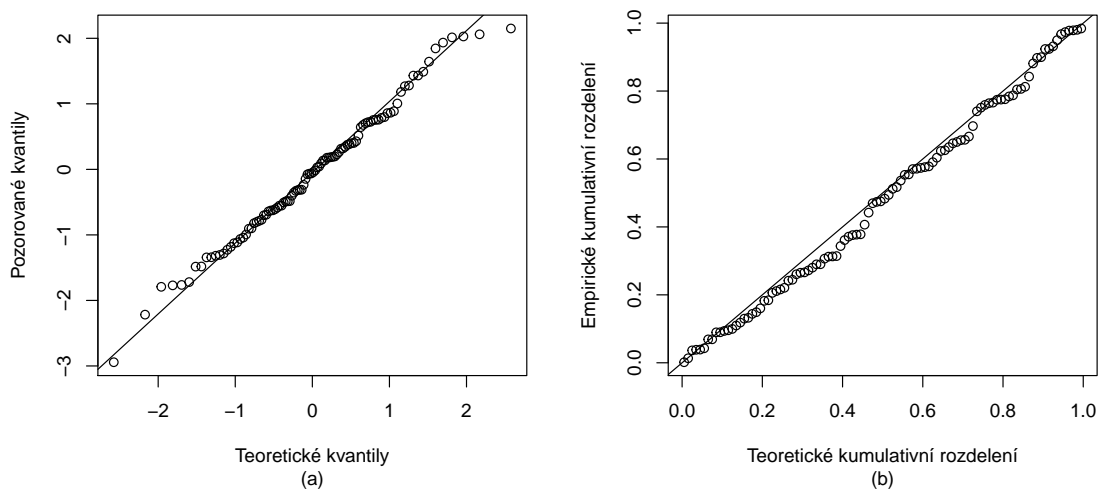 2
1
0
−1
−2
−3
Pozorované kvantily
−2 −1 0 1 2
Teoretické kvantily
(a)
1.0
0.8
0.6
0.4
0.2
0.0
Empirické kumulativní rozdelení
0.0 0.2 0.4 0.6 0.8 1.0
Teoretické kumulativní rozdelení
(b)